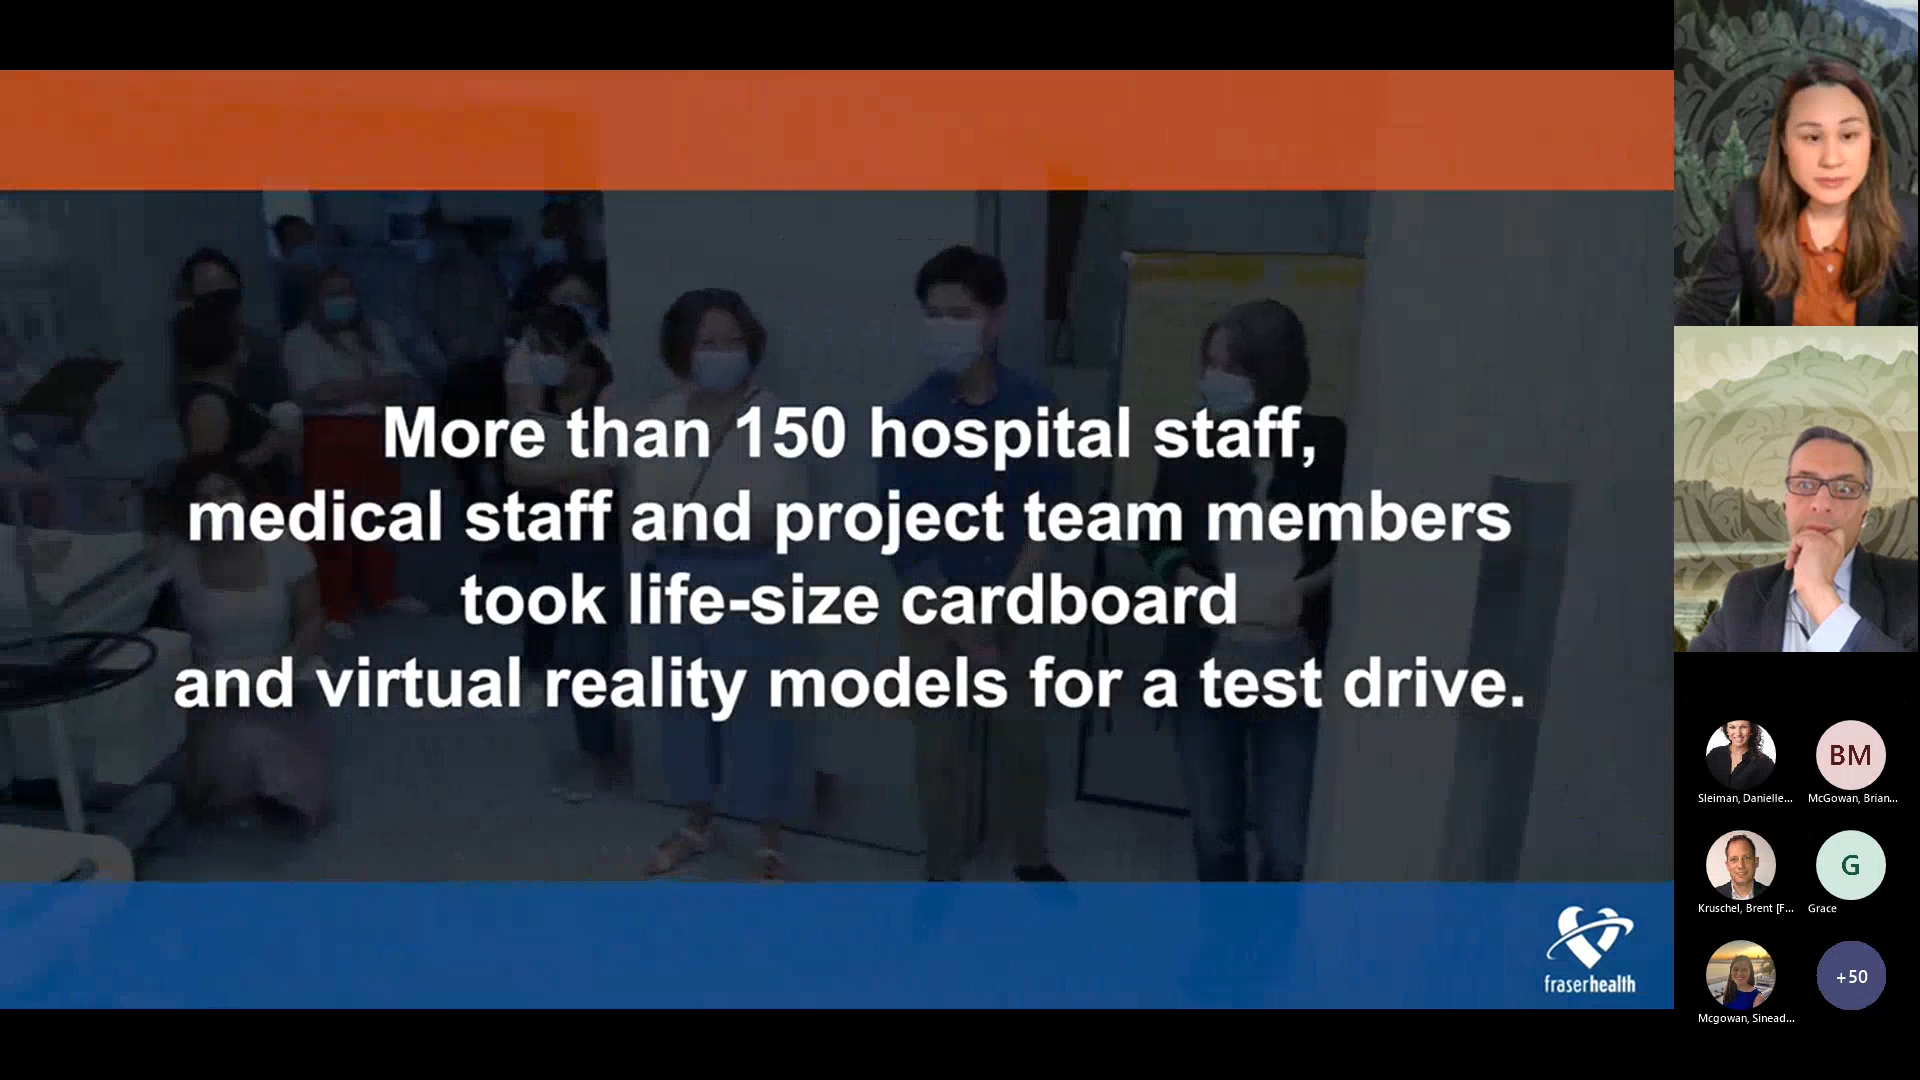 More than 150 hospital staff,
medical staff and project team members
took life-size cardboard
and virtual reality models for a test drive.
fraserhealth
Sleiman, Danielle...
BM
McGowan, Brian...
Kruschel, Brent [F...
G
Grace
Mcgowan, Sinead...
+50